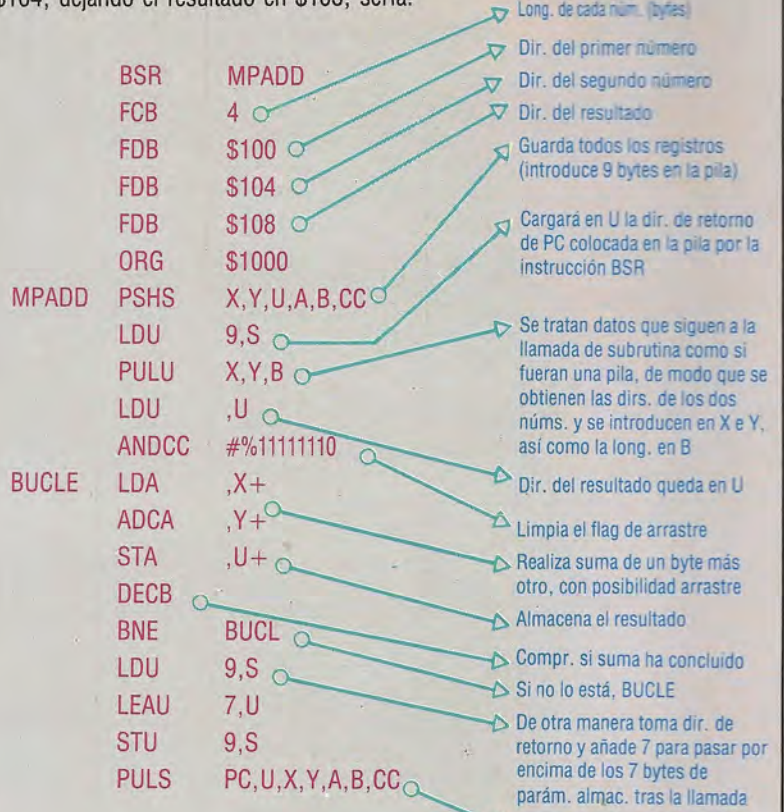 $104, dejando el resultado en $108, sería:
BSR MPADD
FCB 4
FDB $100
FDB $104
FDB $108
ORG $1000
MPADD PSHS X,Y,U,A,B,CC
LDU 9,S
PULU X,Y,B
LDU ,U
ANDCC #%11111110
BUCLE LDA ,X+
ADCA ,Y+
STA ,U+
DECB
BNE BUCL
LDU 9,S
LEAU 7,U
STU 9,S
PULS PC,U,X,Y,A,B,CC
Long. de cada núm. (bytes)
Dir. del primer número
Dir. del segundo número
Dir. del resultado
Guarda todos los registros
(introduce 9 bytes en la pila)
Cargará en U la dir. de retorno
de PC colocada en la pila por la
instrucción BSR
Se tratan datos que siguen a la
llamada de subrutina como si
fueran una pila, de modo que se
obtienen las dirs. de los dos
núms. y se introducen en X e Y,
así como la long. en B
Dir. del resultado queda en U
Limpia el flag de arrastre
Realiza suma de un byte más
otro, con posibilidad arrastre
Almacena el resultado
Compr. si suma ha concluido
Si no lo está, BUCLE
De otra manera toma dir. de
retorno y añade 7 para pasar por
encima de los 7 bytes de
parám. almac. tras la llamada